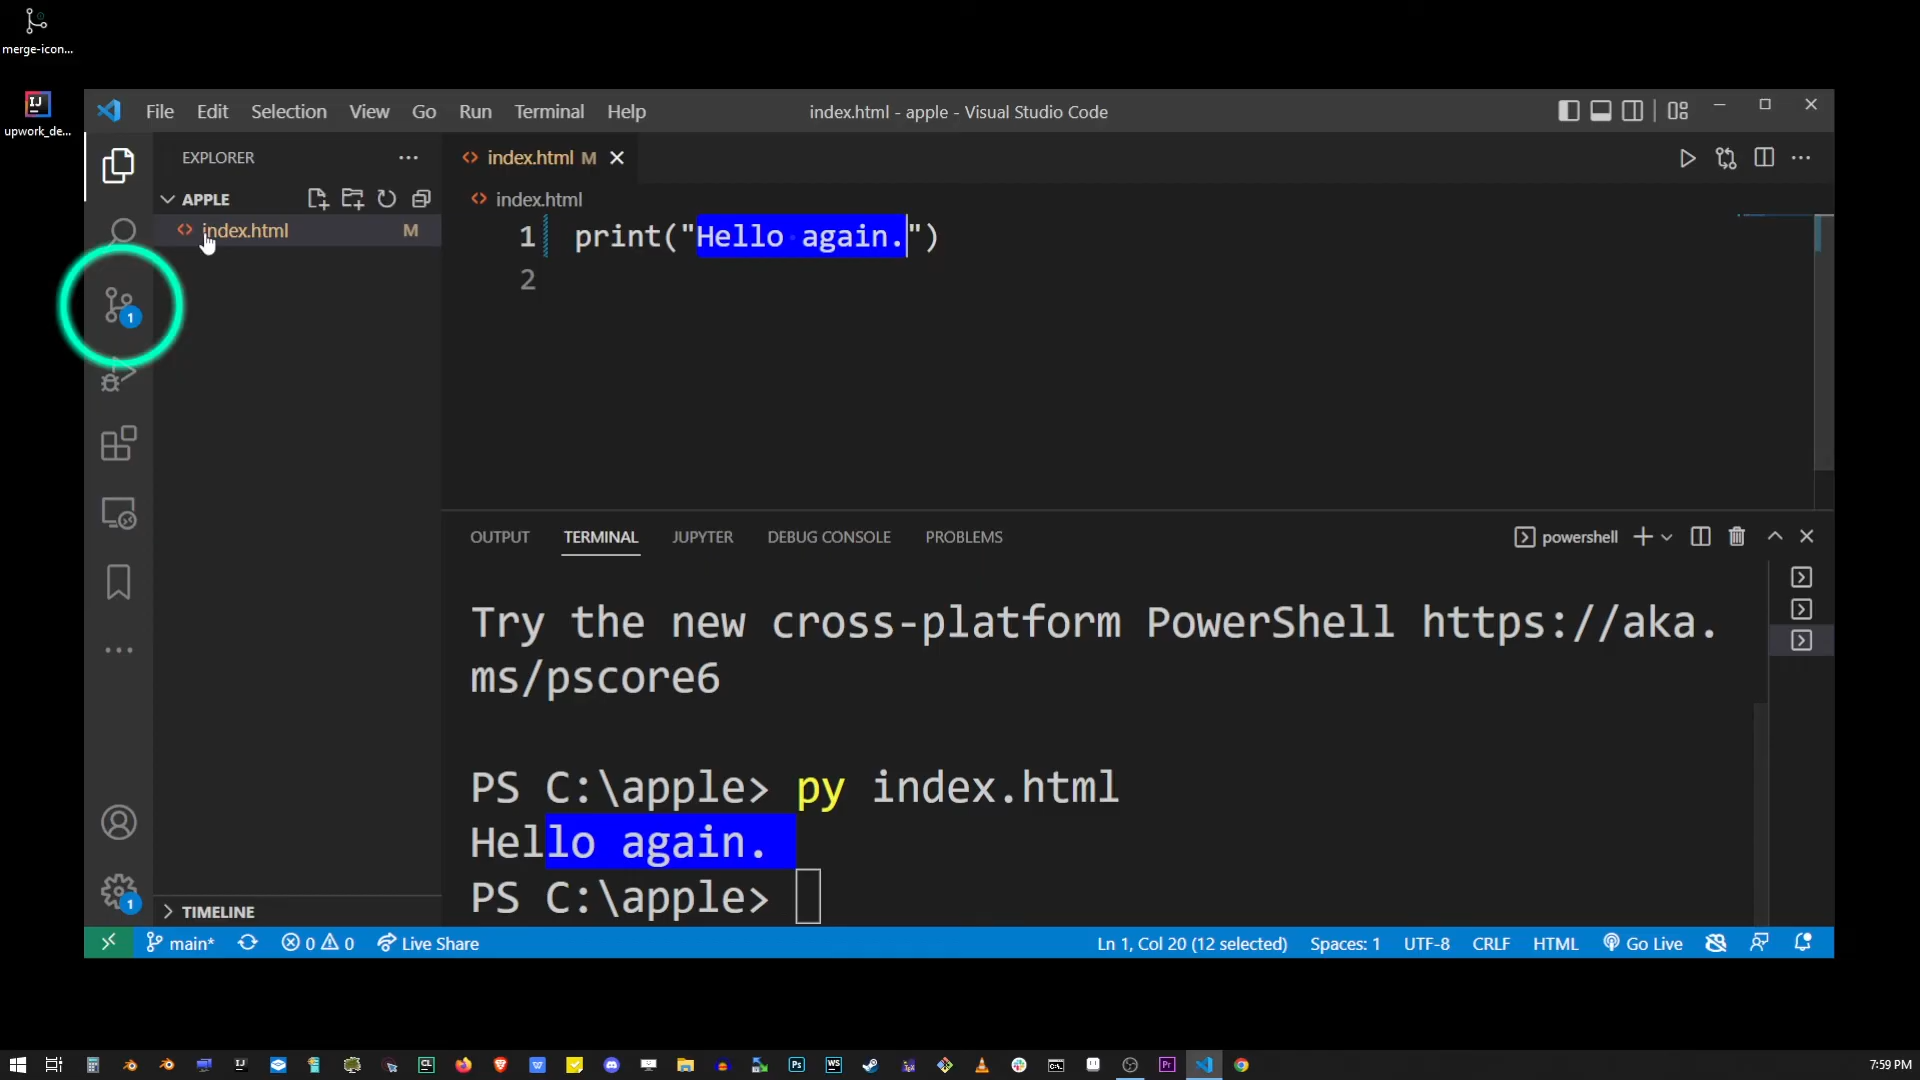 merge-icon...
upwork_de...
File Edit Selection View Go Run Terminal Help
index.html - apple - Visual Studio Code
EXPLORER
APPLE
index.html M
index.html M
index.html
1 print("Hello again.")
2
OUTPUT TERMINAL JUPYTER DEBUG CONSOLE PROBLEMS
powershell
Try the new cross-platform PowerShell https://aka.
ms/pscore6
PS C:\apple> py index.html
Hello again.
PS C:\apple>
1
1
TIMELINE
main* 0 0 Live Share
Ln 1, Col 20 (12 selected) Spaces: 1 UTF-8 CRLF HTML Go Live
7:59 PM